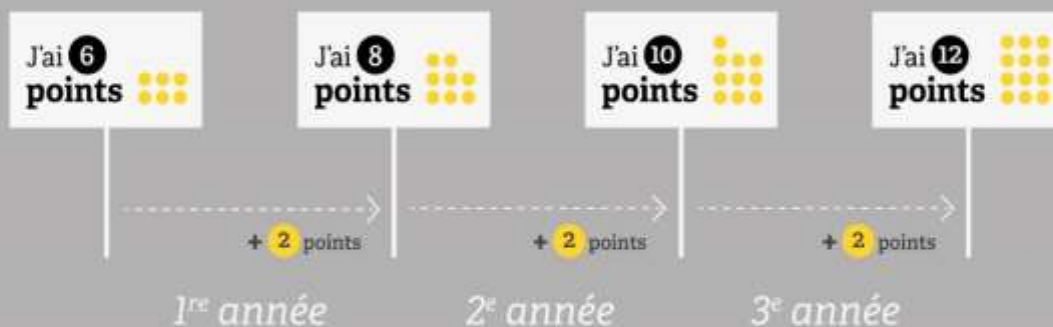 J'ai 6
points
J'ai 8
points
J'ai 10
points
J'ai 12
points
+ 2 points
+ 2 points
+ 2 points
1re année
2e année
3e année